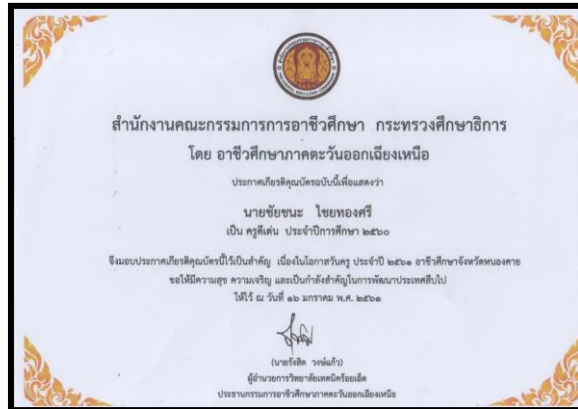 สำนักงานคณะกรรมการการอาชีวศึกษา กระทรวงศึกษาธิการ
โดย อาชีวศึกษาภาคตะวันออกเฉียงเหนือ
ประกาศเกียรติคุณบัตรฉบับนี้เพื่อแสดงว่า
นายชัยชนะ ไชยทองศรี
เป็น ครูดีเด่น ประจำปีการศึกษา ๒๕๖๐
จึงมอบประกาศเกียรติคุณบัตรนี้ไว้เป็นสำคัญ เนื่องในโอกาสวันครู ประจำปี ๒๕๖๑ อาชีวศึกษาจังหวัดหนองคาย
ขอให้มีความสุข ความเจริญ และเป็นกำลังสำคัญในการพัฒนาประเทศสืบไป
ให้ไว้ ณ วันที่ ๑๖ มกราคม พ.ศ. ๒๕๖๑
(นายรังสิต วงษ์แก้ว)
ผู้อำนวยการวิทยาลัยเทคนิคร้อยเอ็ด
ประธานกรรมการอาชีวศึกษาภาคตะวันออกเฉียงเหนือ